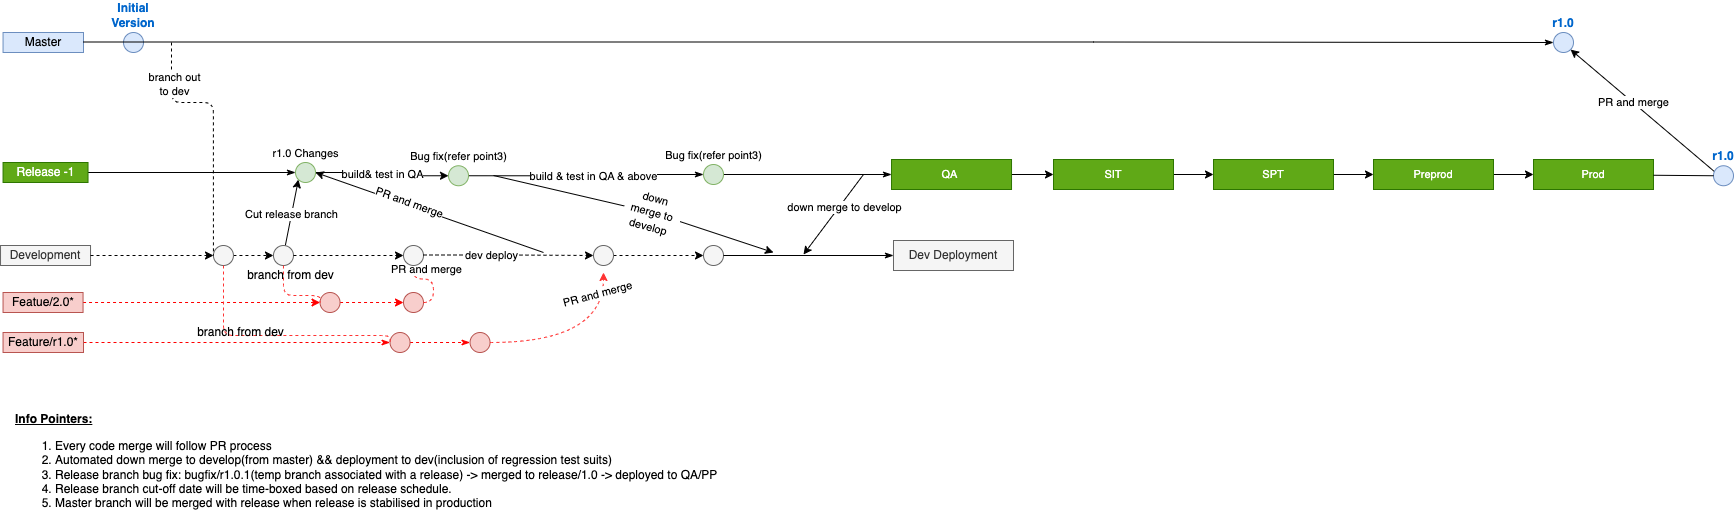 Initial
Version
r1.0
Master
branch out
to dev
PR and merge
r1.0 Changes
Bug fix(refer point3)
Bug fix(refer point3)
r1.0
Release -1
build& test in QA
build & test in QA & above
QA
SIT
SPT
Preprod
Prod
PR and merge
down
merge to
develop
down merge to develop
Cut release branch
Development
dev deploy
Dev Deployment
branch from dev
PR and merge
Featue/2.0*
PR and merge
branch from dev
Feature/r1.0*
Info Pointers:
1. Every code merge will follow PR process
2. Automated down merge to develop(from master) && deployment to dev(inclusion of regression test suits)
3. Release branch bug fix: bugfix/r1.0.1(temp branch associated with a release) -> merged to release/1.0 -> deployed to QA/PP
4. Release branch cut-off date will be time-boxed based on release schedule.
5. Master branch will be merged with release when release is stabilised in production